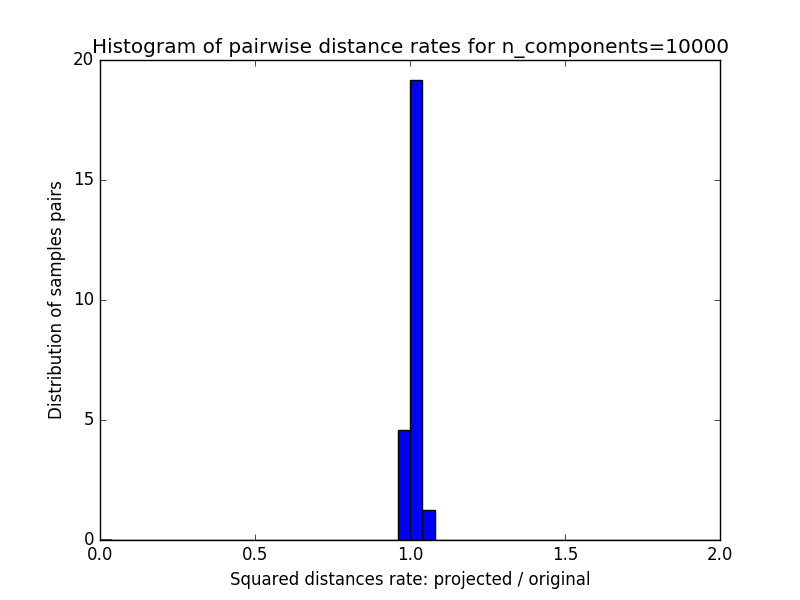 Histogram of pairwise distance rates for n_components=10000
20
15
10
5
0
Distribution of samples pairs
0.0 0.5 1.0 1.5 2.0
Squared distances rate: projected / original